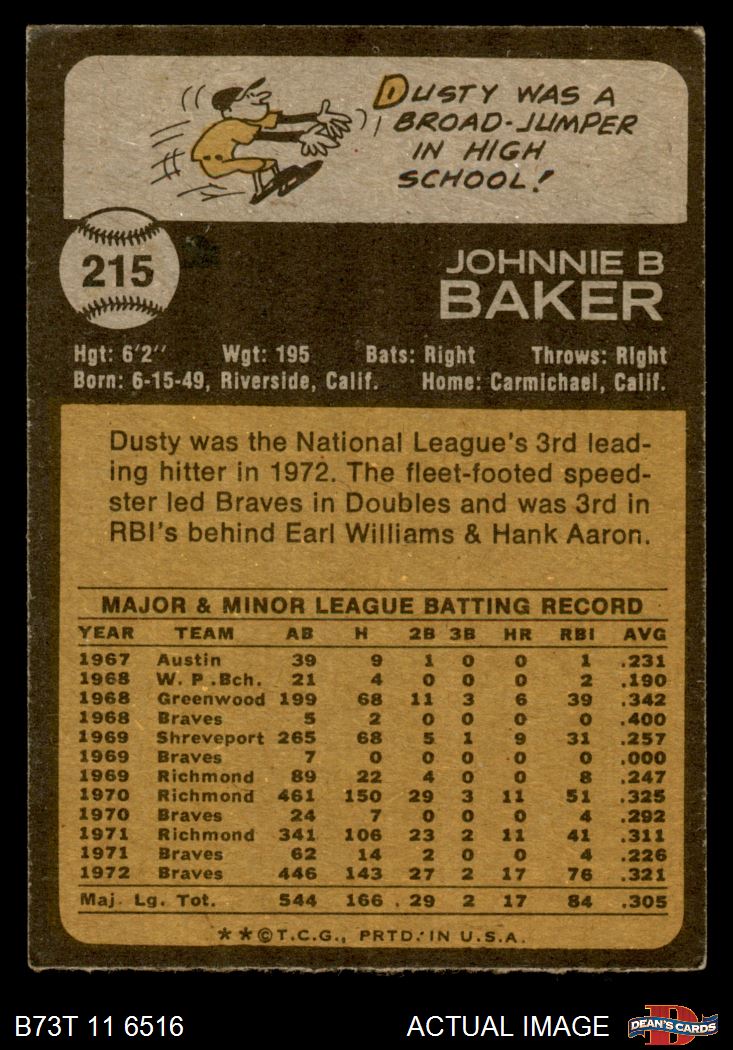 DUSTY WAS A
BROAD-JUMPER
IN HIGH
SCHOOL!
215
JOHNNIE B
BAKER
Hgt: 6'2" Wgt: 195 Bats: Right Throws: Right
Born: 6-15-49, Riverside, Calif. Home: Carmichael, Calif.
Dusty was the National League's 3rd lead-
ing hitter in 1972. The fleet-footed speed-
ster led Braves in Doubles and was 3rd in
RBI's behind Earl Williams & Hank Aaron.
MAJOR & MINOR LEAGUE BATTING RECORD
YEAR TEAM AB H 2B 3B HR RBI AVG
1967 Austin 39 9 1 0 0 1 .231
1968 W. P. Bch. 21 4 0 0 0 2 .190
1968 Greenwood 199 68 11 3 6 39 .342
1968 Braves 5 2 0 0 0 0 .400
1969 Shreveport 265 68 5 1 9 31 .257
1969 Braves 7 0 0 0 0 0 .000
1969 Richmond 89 22 4 0 0 8 .247
1970 Richmond 461 150 29 3 11 51 .325
1970 Braves 24 7 0 0 0 4 .292
1971 Richmond 341 106 23 2 11 41 .311
1971 Braves 62 14 2 0 0 4 .226
1972 Braves 446 143 27 2 17 76 .321
Maj. Lg. Tot. 544 166 29 2 17 84 .305
**©T.C.G., PRTD. IN U.S.A.
B73T 11 6516 ACTUAL IMAGE
D
DEAN'S CARDS